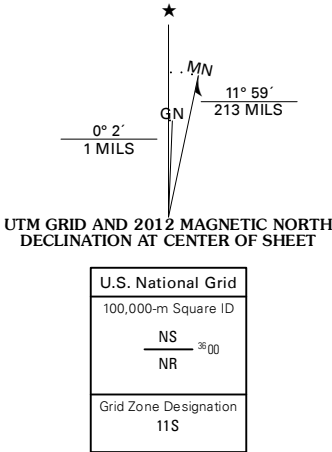 ★
MN
GN
11° 59´
213 MILS
0° 2´
1 MILS
UTM GRID AND 2012 MAGNETIC NORTH
DECLINATION AT CENTER OF SHEET
U.S. National Grid
100,000-m Square ID
NS
3600
NR
Grid Zone Designation
11S